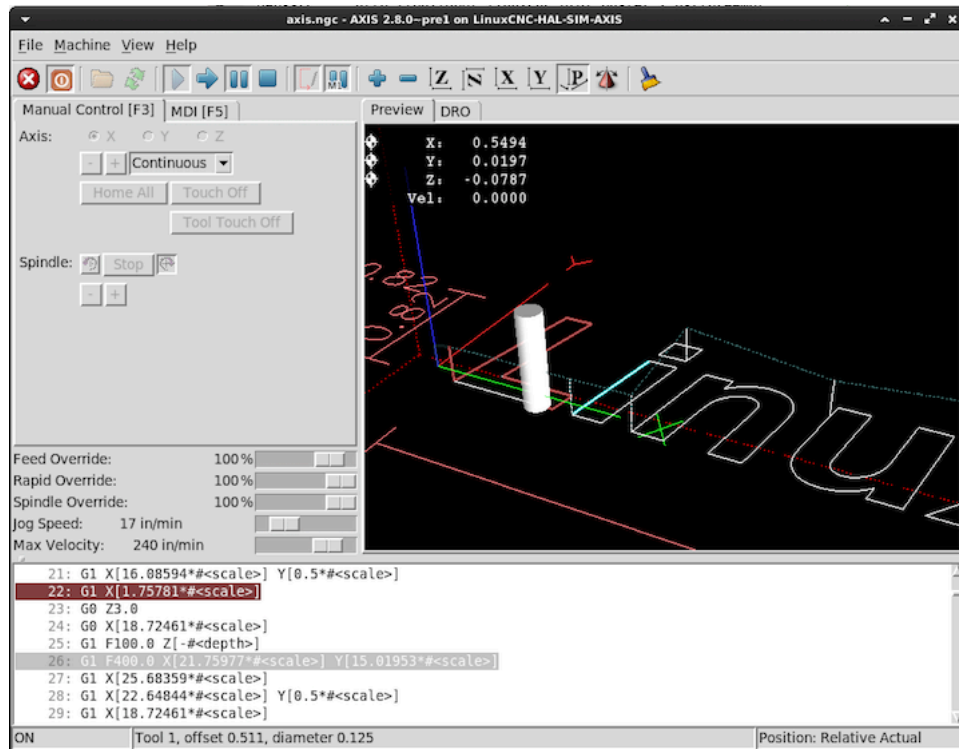 axis.ngc - AXIS 2.8.0~pre1 on LinuxCNC-HAL-SIM-AXIS
File Machine View Help
M1 Z N X Y P
Manual Control [F3] MDI [F5]
Preview DRO
Axis: X Y Z
- + Continuous
Home All Touch Off
Tool Touch Off
Spindle: Stop
- +
X: 0.5494
Y: 0.0197
Z: -0.0787
Vel: 0.0000
Y
X
Linu
Feed Override: 100%
Rapid Override: 100%
Spindle Override: 100%
Jog Speed: 17 in/min
Max Velocity: 240 in/min
21: G1 X[16.08594*#<scale>] Y[0.5*#<scale>]
22: G1 X[1.75781*#<scale>]
23: G0 Z3.0
24: G0 X[18.72461*#<scale>]
25: G1 F100.0 Z[-#<depth>]
26: G1 F400.0 X[21.75977*#<scale>] Y[15.01953*#<scale>]
27: G1 X[25.68359*#<scale>]
28: G1 X[22.64844*#<scale>] Y[0.5*#<scale>]
29: G1 X[18.72461*#<scale>]
ON Tool 1, offset 0.511, diameter 0.125 Position: Relative Actual